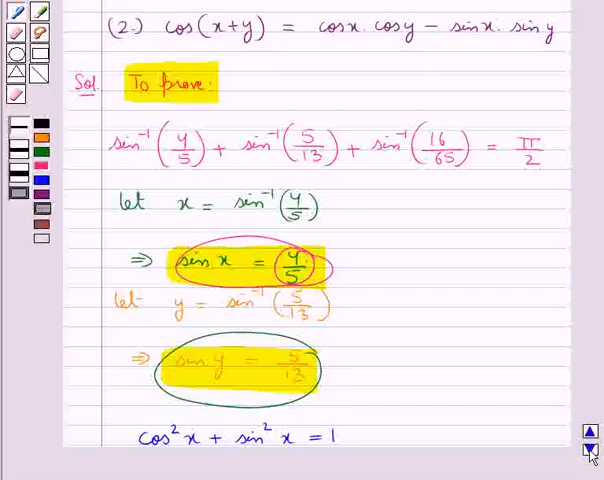 (2.) cos(x+y) = cosx. cosy - sinx. siny
Sol. To prove:
sin⁻¹(4/5) + sin⁻¹(5/13) + sin⁻¹(16/65) = π/2
let x = sin⁻¹(4/5)
⇒ sin x = 4/5
let y = sin⁻¹(5/13)
⇒ sin y = 5/13
cos²x + sin²x = 1